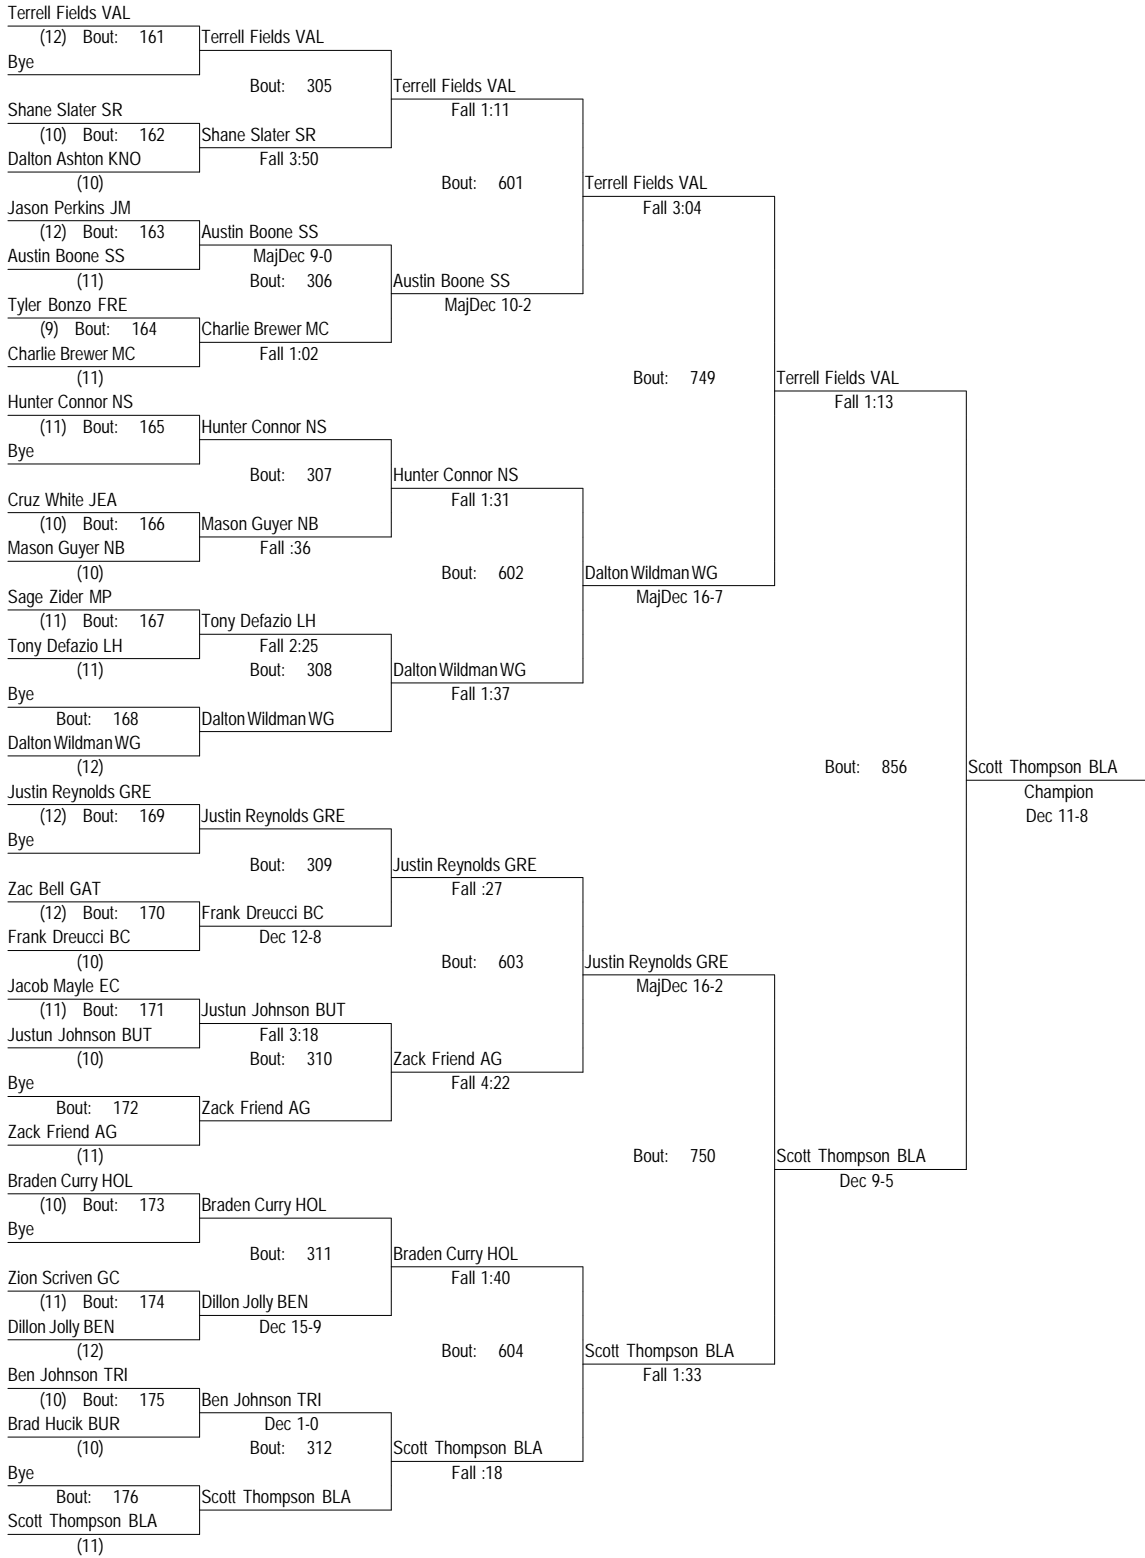 Terrell Fields VAL
(12) Bout: 161 Terrell Fields VAL
Bye
Bout: 305 Terrell Fields VAL
Shane Slater SR Fall 1:11
(10) Bout: 162 Shane Slater SR
Dalton Ashton KNO Fall 3:50
(10) Bout: 601 Terrell Fields VAL
Jason Perkins JM Fall 3:04
(12) Bout: 163 Austin Boone SS
Austin Boone SS MajDec 9-0
(11) Bout: 306 Austin Boone SS
Tyler Bonzo FRE MajDec 10-2
(9) Bout: 164 Charlie Brewer MC
Charlie Brewer MC Fall 1:02
(11) Bout: 749 Terrell Fields VAL
Hunter Connor NS Fall 1:13
(11) Bout: 165 Hunter Connor NS
Bye
Bout: 307 Hunter Connor NS
Cruz White JEA Fall 1:31
(10) Bout: 166 Mason Guyer NB
Mason Guyer NB Fall :36
(10) Bout: 602 Dalton Wildman WG
Sage Zider MP MajDec 16-7
(11) Bout: 167 Tony Defazio LH
Tony Defazio LH Fall 2:25
(11) Bout: 308 Dalton Wildman WG
Bye Fall 1:37
Bout: 168 Dalton Wildman WG
Dalton Wildman WG
(12) Bout: 856 Scott Thompson BLA
Justin Reynolds GRE Champion
(12) Bout: 169 Justin Reynolds GRE Dec 11-8
Bye
Bout: 309 Justin Reynolds GRE
Zac Bell GAT Fall :27
(12) Bout: 170 Frank Dreucci BC
Frank Dreucci BC Dec 12-8
(10) Bout: 603 Justin Reynolds GRE
Jacob Mayle EC MajDec 16-2
(11) Bout: 171 Justun Johnson BUT
Justun Johnson BUT Fall 3:18
(10) Bout: 310 Zack Friend AG
Bye Fall 4:22
Bout: 172 Zack Friend AG
Zack Friend AG
(11) Bout: 750 Scott Thompson BLA
Braden Curry HOL Dec 9-5
(10) Bout: 173 Braden Curry HOL
Bye
Bout: 311 Braden Curry HOL
Zion Scriven GC Fall 1:40
(11) Bout: 174 Dillon Jolly BEN
Dillon Jolly BEN Dec 15-9
(12) Bout: 604 Scott Thompson BLA
Ben Johnson TRI Fall 1:33
(10) Bout: 175 Ben Johnson TRI
Brad Hucik BUR Dec 1-0
(10) Bout: 312 Scott Thompson BLA
Bye Fall :18
Bout: 176 Scott Thompson BLA
Scott Thompson BLA
(11)